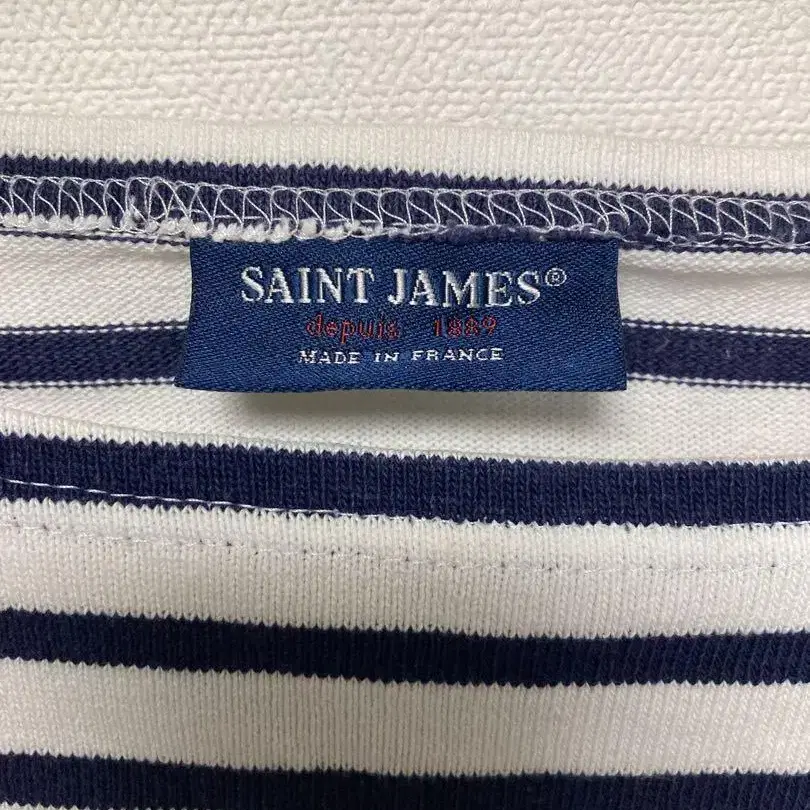 SAINT JAMES®
depuis 1889
MADE IN FRANCE